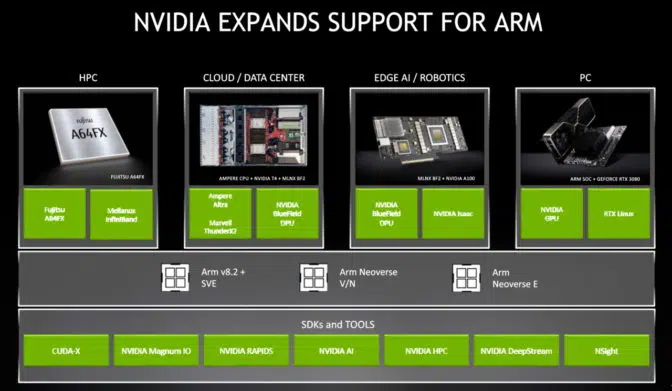 NVIDIA EXPANDS SUPPORT FOR ARM
HPC
CLOUD / DATA CENTER
EDGE AI / ROBOTICS
PC
FUJITSU
A64FX
FUJITSU A64FX
AMPERE CPU + NVIDIA T4 + MLNX BF2
MLNX BF2 + NVIDIA A100
ARM SOC + GEFORCE RTX 3080
Fujitsu
A64FX
Mellanox
InfiniBand
Ampere
Altra
Marvell
ThunderX2
NVIDIA
BlueField
DPU
NVIDIA
BlueField
DPU
NVIDIA Isaac
NVIDIA
GPU
RTX Linux
Arm v8.2 +
SVE
Arm Neoverse
V/N
Arm
Neoverse E
SDKs and TOOLS
CUDA-X
NVIDIA Magnum IO
NVIDIA RAPIDS
NVIDIA AI
NVIDIA HPC
NVIDIA DeepStream
NSight